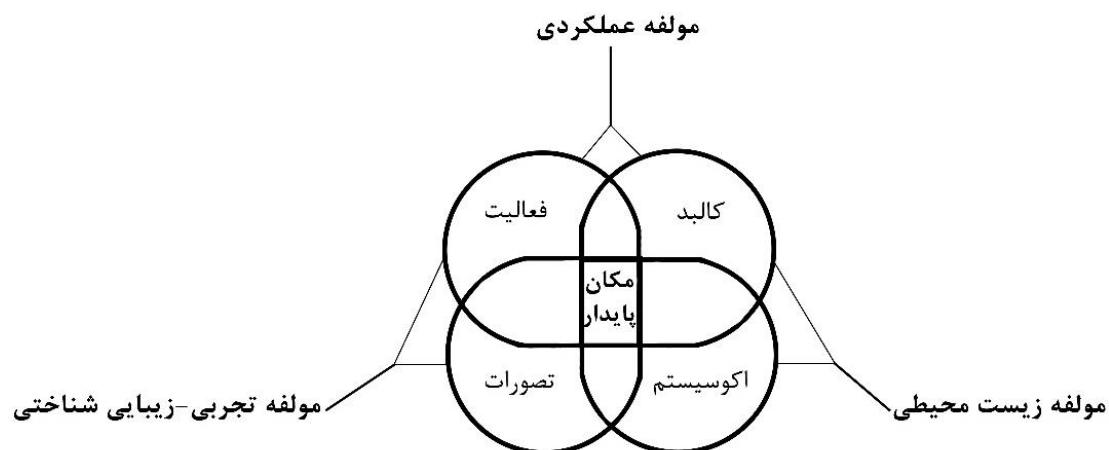 مولفه عملکردی
کالبد
فعالیت
مکان
پایدار
اکوسیستم
تصورات
مولفه زیست محیطی
مولفه تجربی-زیبایی شناختی